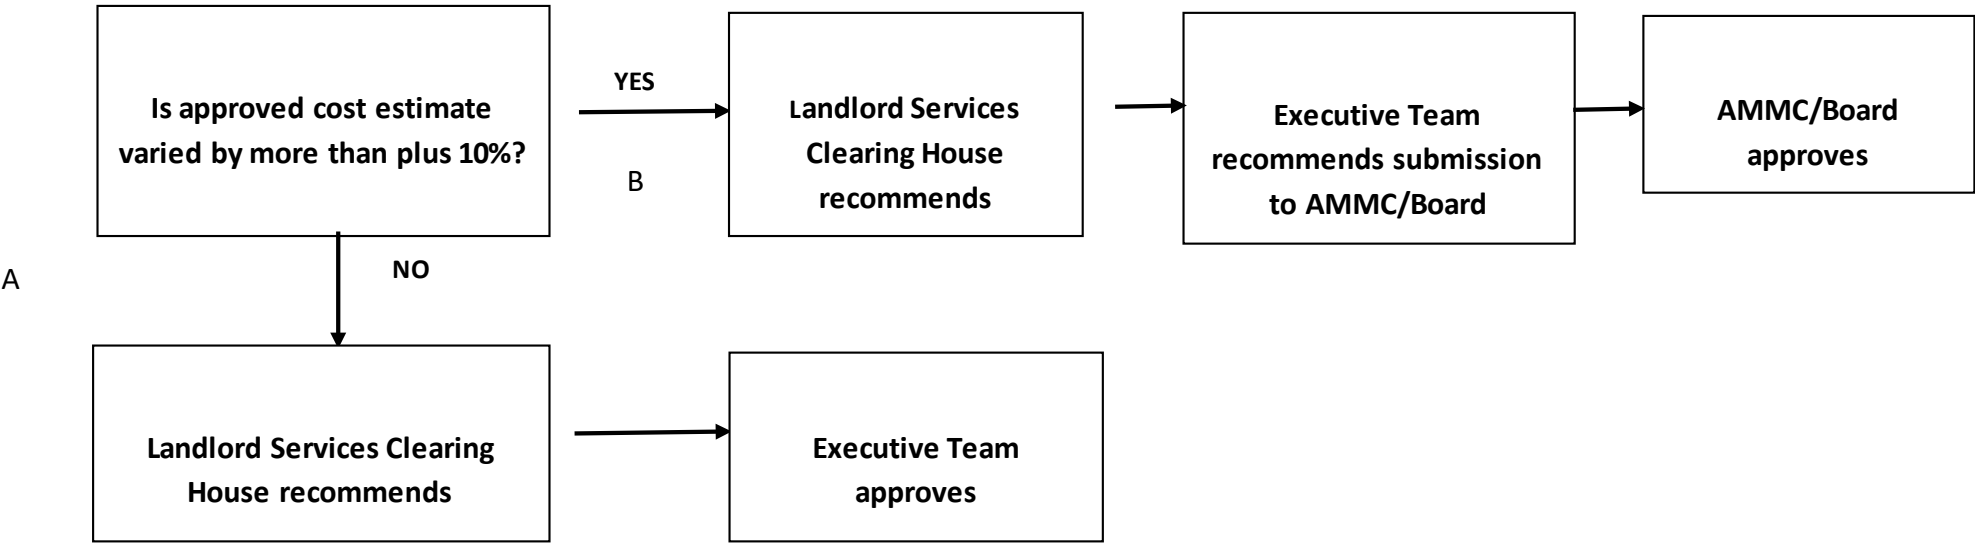 Is approved cost estimate
varied by more than plus 10%?
YES
B
Landlord Services
Clearing House
recommends
Executive Team
recommends submission
to AMMC/Board
AMMC/Board
approves
A
NO
Landlord Services Clearing
House recommends
Executive Team
approves